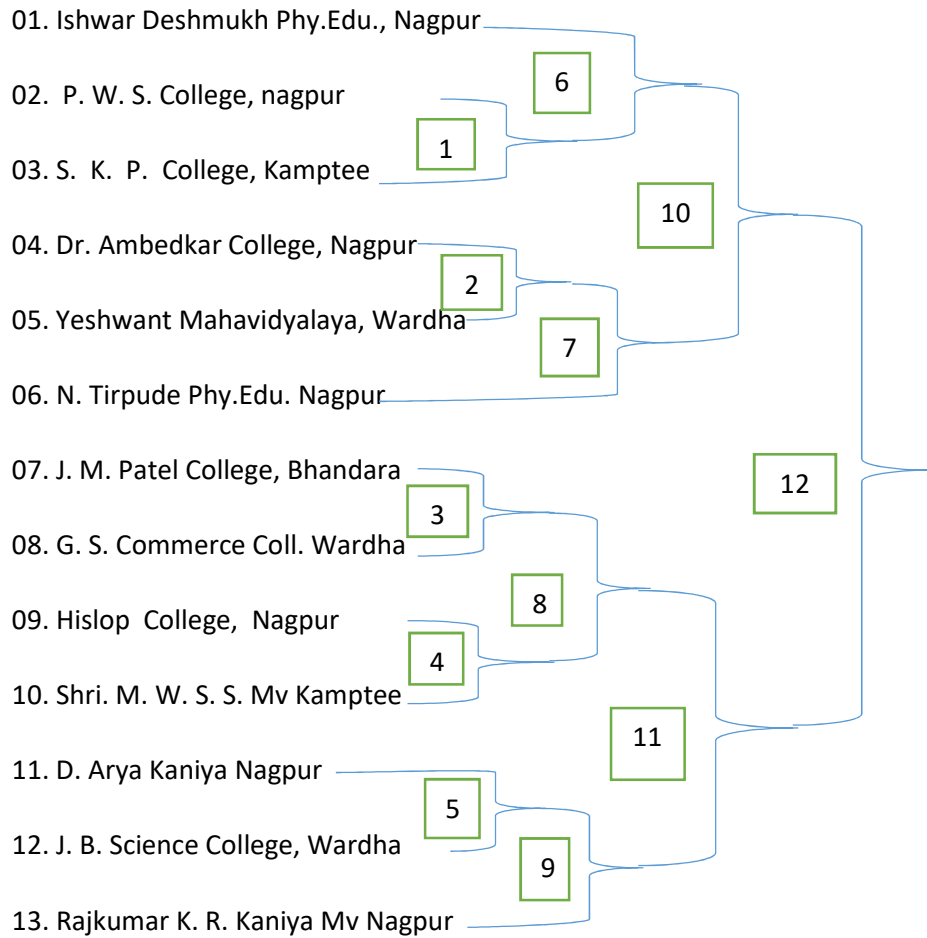 01. Ishwar Deshmukh Phy.Edu., Nagpur
6
02. P. W. S. College, nagpur
1
03. S. K. P. College, Kamptee
10
04. Dr. Ambedkar College, Nagpur
2
05. Yeshwant Mahavidyalaya, Wardha
7
06. N. Tirpude Phy.Edu. Nagpur
07. J. M. Patel College, Bhandara
12
3
08. G. S. Commerce Coll. Wardha
8
09. Hislop College, Nagpur
4
10. Shri. M. W. S. S. Mv Kamptee
11
11. D. Arya Kaniya Nagpur
5
12. J. B. Science College, Wardha
9
13. Rajkumar K. R. Kaniya Mv Nagpur